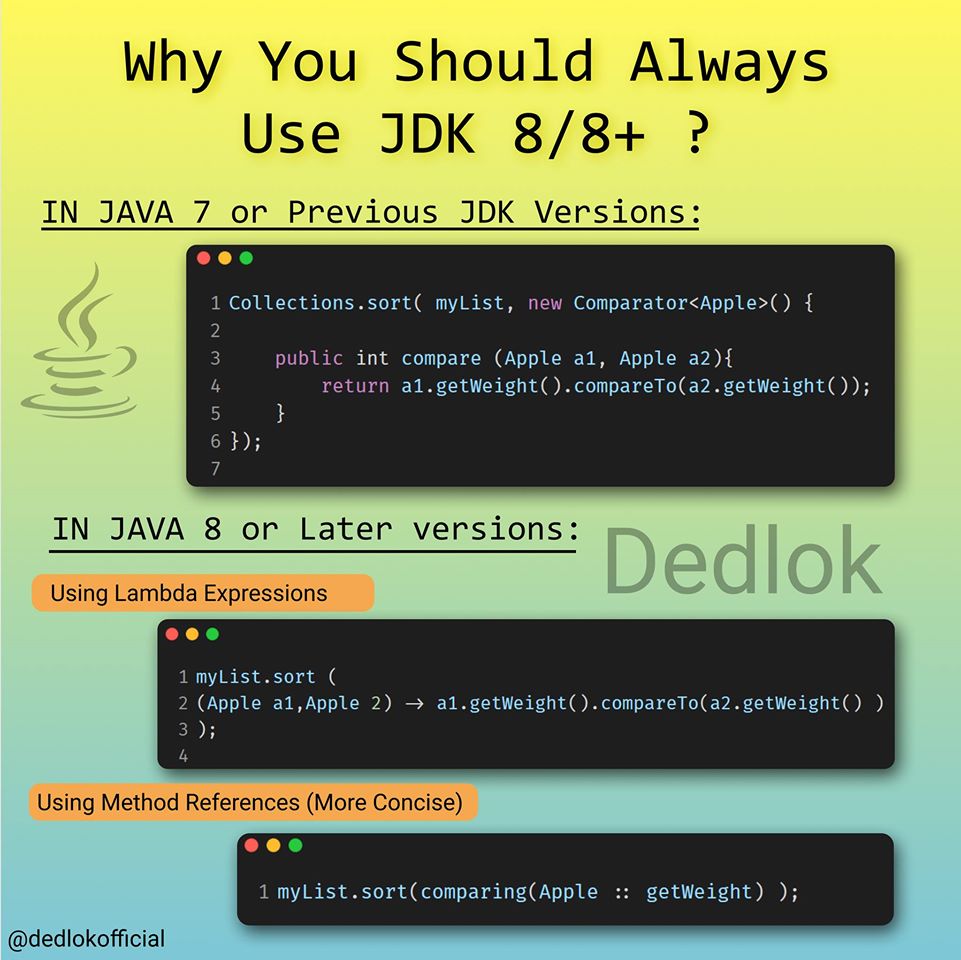 Why You Should Always
Use JDK 8/8+ ?
IN JAVA 7 or Previous JDK Versions:
1 Collections.sort( myList, new Comparator<Apple>() {
2
3     public int compare (Apple a1, Apple a2){
4         return a1.getWeight().compareTo(a2.getWeight());
5     }
6 });
7
IN JAVA 8 or Later versions:
Dedlok
Using Lambda Expressions
1 myList.sort (
2 (Apple a1,Apple 2) → a1.getWeight().compareTo(a2.getWeight() )
3 );
4
Using Method References (More Concise)
1 myList.sort(comparing(Apple :: getWeight) );
@dedlokofficial